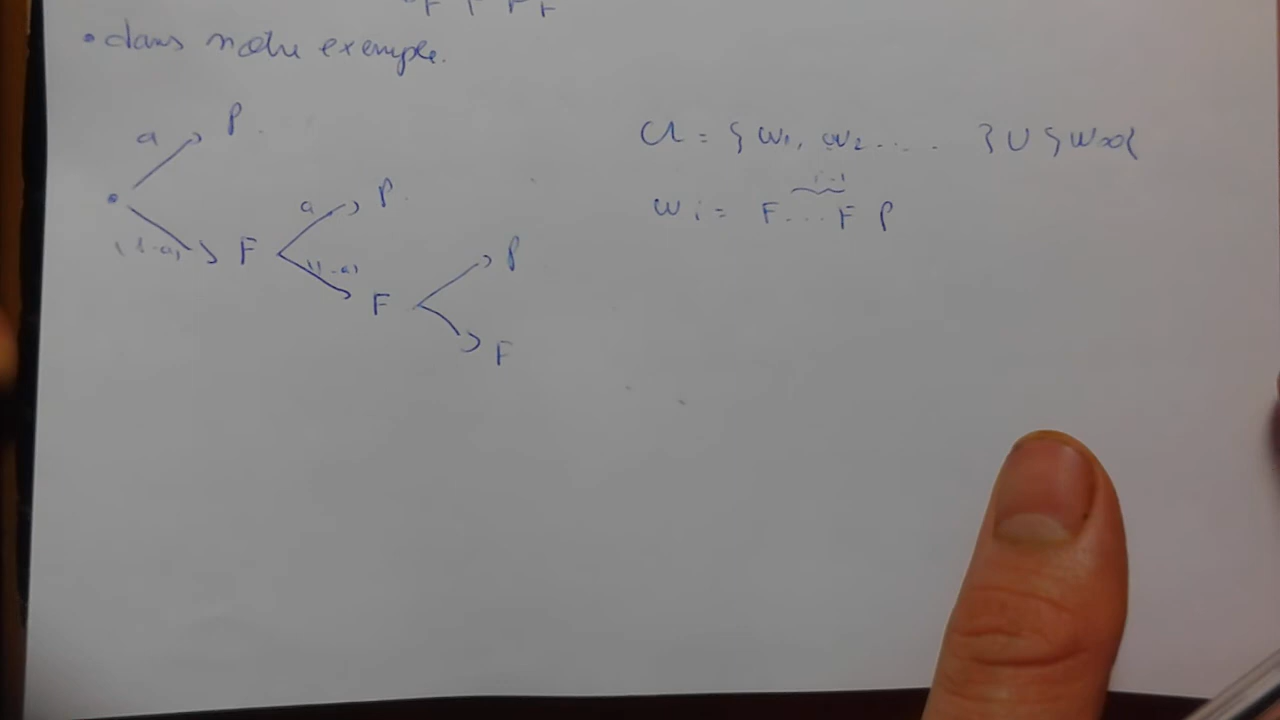 F F F F
• dans notre exemple.
a P.
(1-a) F a P.
(1-a) F P
F
Ω = { ω1, ω2 .... } ∪ { ω∞ }
i-1
ωi = F...F P